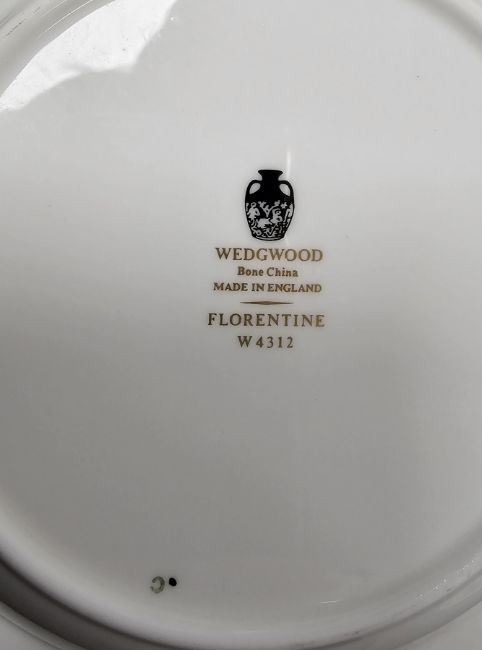 WEDGWOOD
Bone China
MADE IN ENGLAND
FLORENTINE
W4312